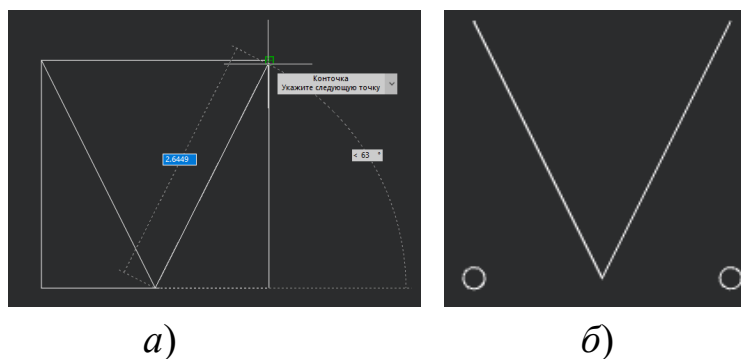 Конточка
Укажите следующую точку
2.6449
< 63 °
а)
б)